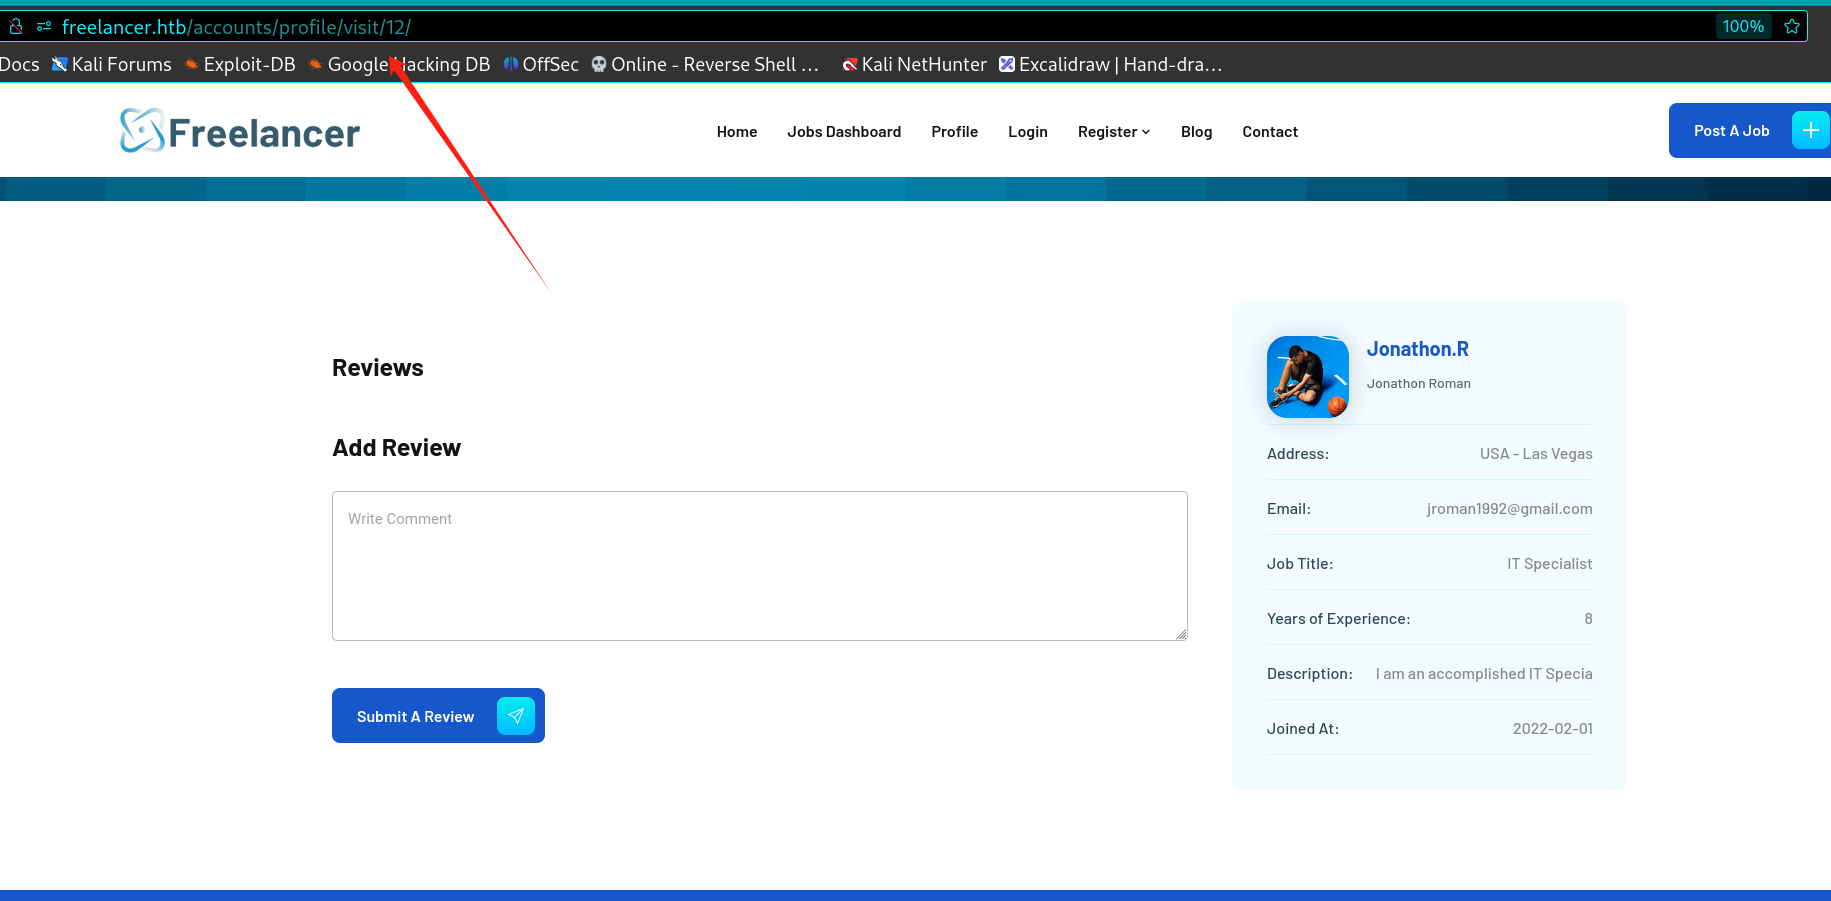 freelancer.htb/accounts/profile/visit/12/
100%
Docs Kali Forums Exploit-DB Google Hacking DB OffSec Online - Reverse Shell ... Kali NetHunter Excalidraw | Hand-dra...
Freelancer
Home Jobs Dashboard Profile Login Register Blog Contact
Post A Job
Reviews
Add Review
Write Comment
Submit A Review
Jonathon.R
Jonathon Roman
Address: USA - Las Vegas
Email: jroman1992@gmail.com
Job Title: IT Specialist
Years of Experience: 8
Description: I am an accomplished IT Specia
Joined At: 2022-02-01